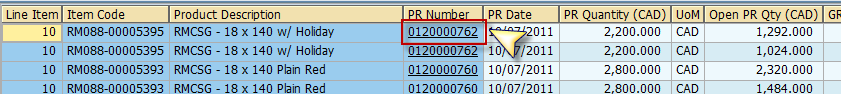 Line Item Item Code Product Description PR Number PR Date PR Quantity (CAD) UoM Open PR Qty (CAD) GR
10 RM088-00005395 RMCSG - 18 x 140 w/ Holiday 0120000762 10/07/2011 2,200.000 CAD 1,292.000
10 RM088-00005395 RMCSG - 18 x 140 w/ Holiday 0120000762 10/07/2011 2,200.000 CAD 1,024.000
10 RM088-00005393 RMCSG - 18 x 140 Plain Red 0120000760 10/07/2011 2,800.000 CAD 2,320.000
10 RM088-00005393 RMCSG - 18 x 140 Plain Red 0120000760 10/07/2011 2,800.000 CAD 1,484.000